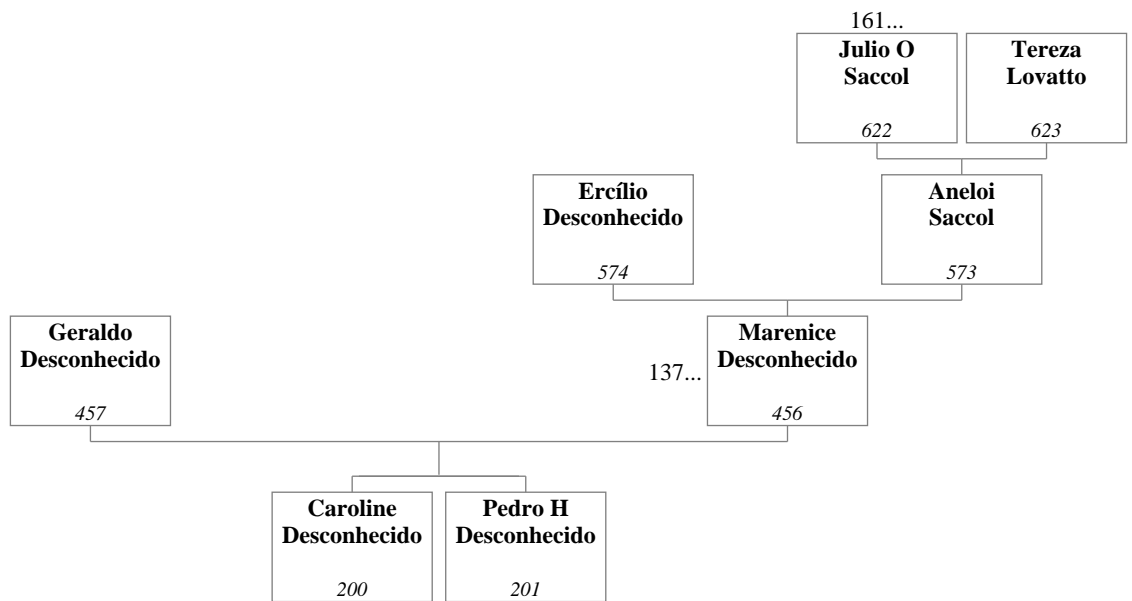 161...
Julio O
Saccol
622
Tereza
Lovatto
623
Ercílio
Desconhecido
574
Aneloi
Saccol
573
Geraldo
Desconhecido
457
137...
Marenice
Desconhecido
456
Caroline
Desconhecido
200
Pedro H
Desconhecido
201